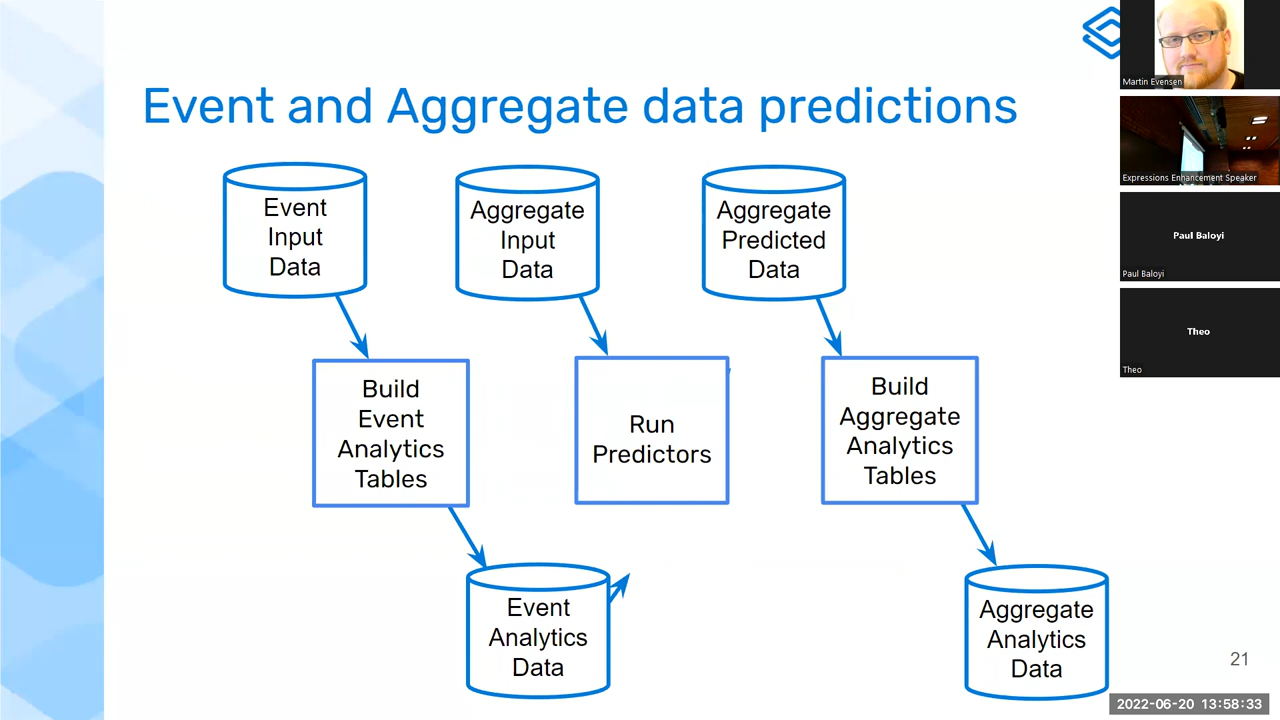 Event and Aggregate data predictions
Event
Input
Data
Aggregate
Input
Data
Aggregate
Predicted
Data
Build
Event
Analytics
Tables
Run
Predictors
Build
Aggregate
Analytics
Tables
Event
Analytics
Data
Aggregate
Analytics
Data
21
Martin Evensen
Expressions Enhancement Speaker
Paul Baloyi
Paul Baloyi
Theo
Theo
2022-06-20 13:58:33